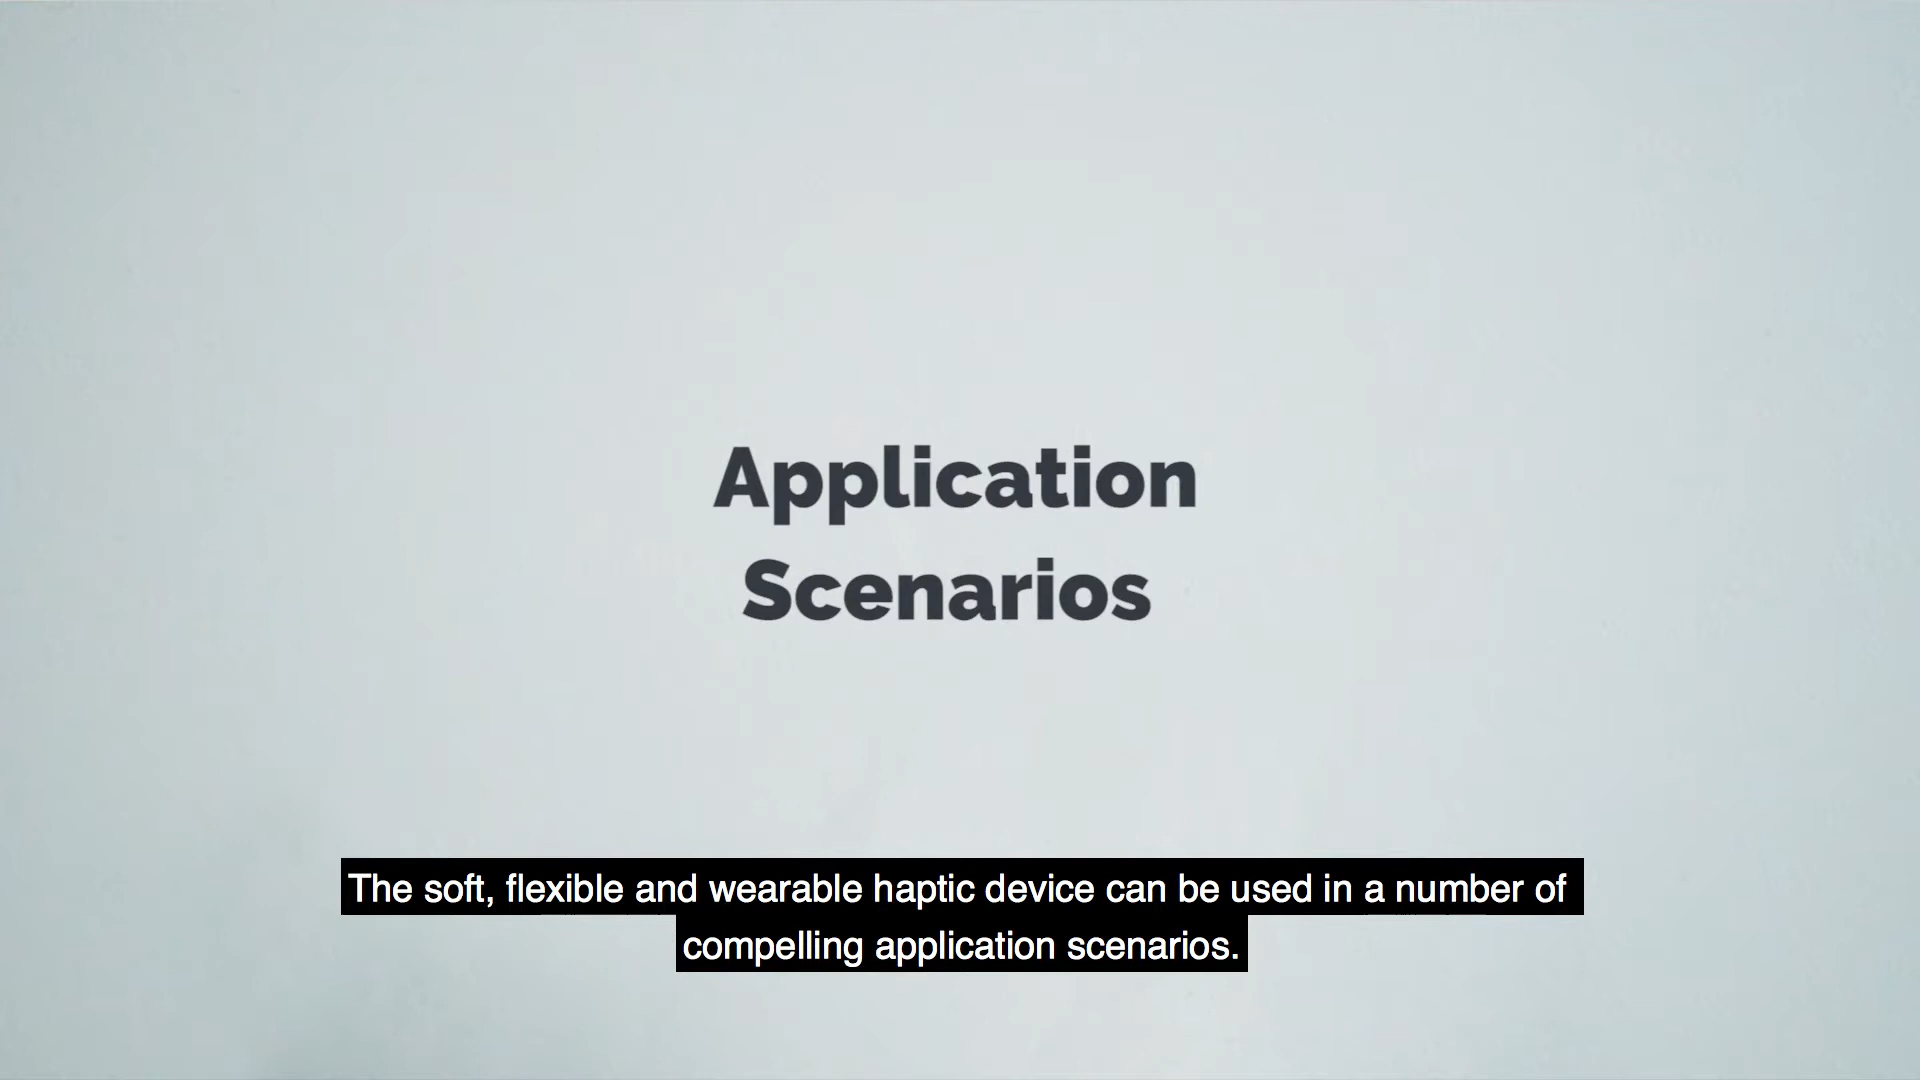 Application
Scenarios
The soft, flexible and wearable haptic device can be used in a number of
compelling application scenarios.